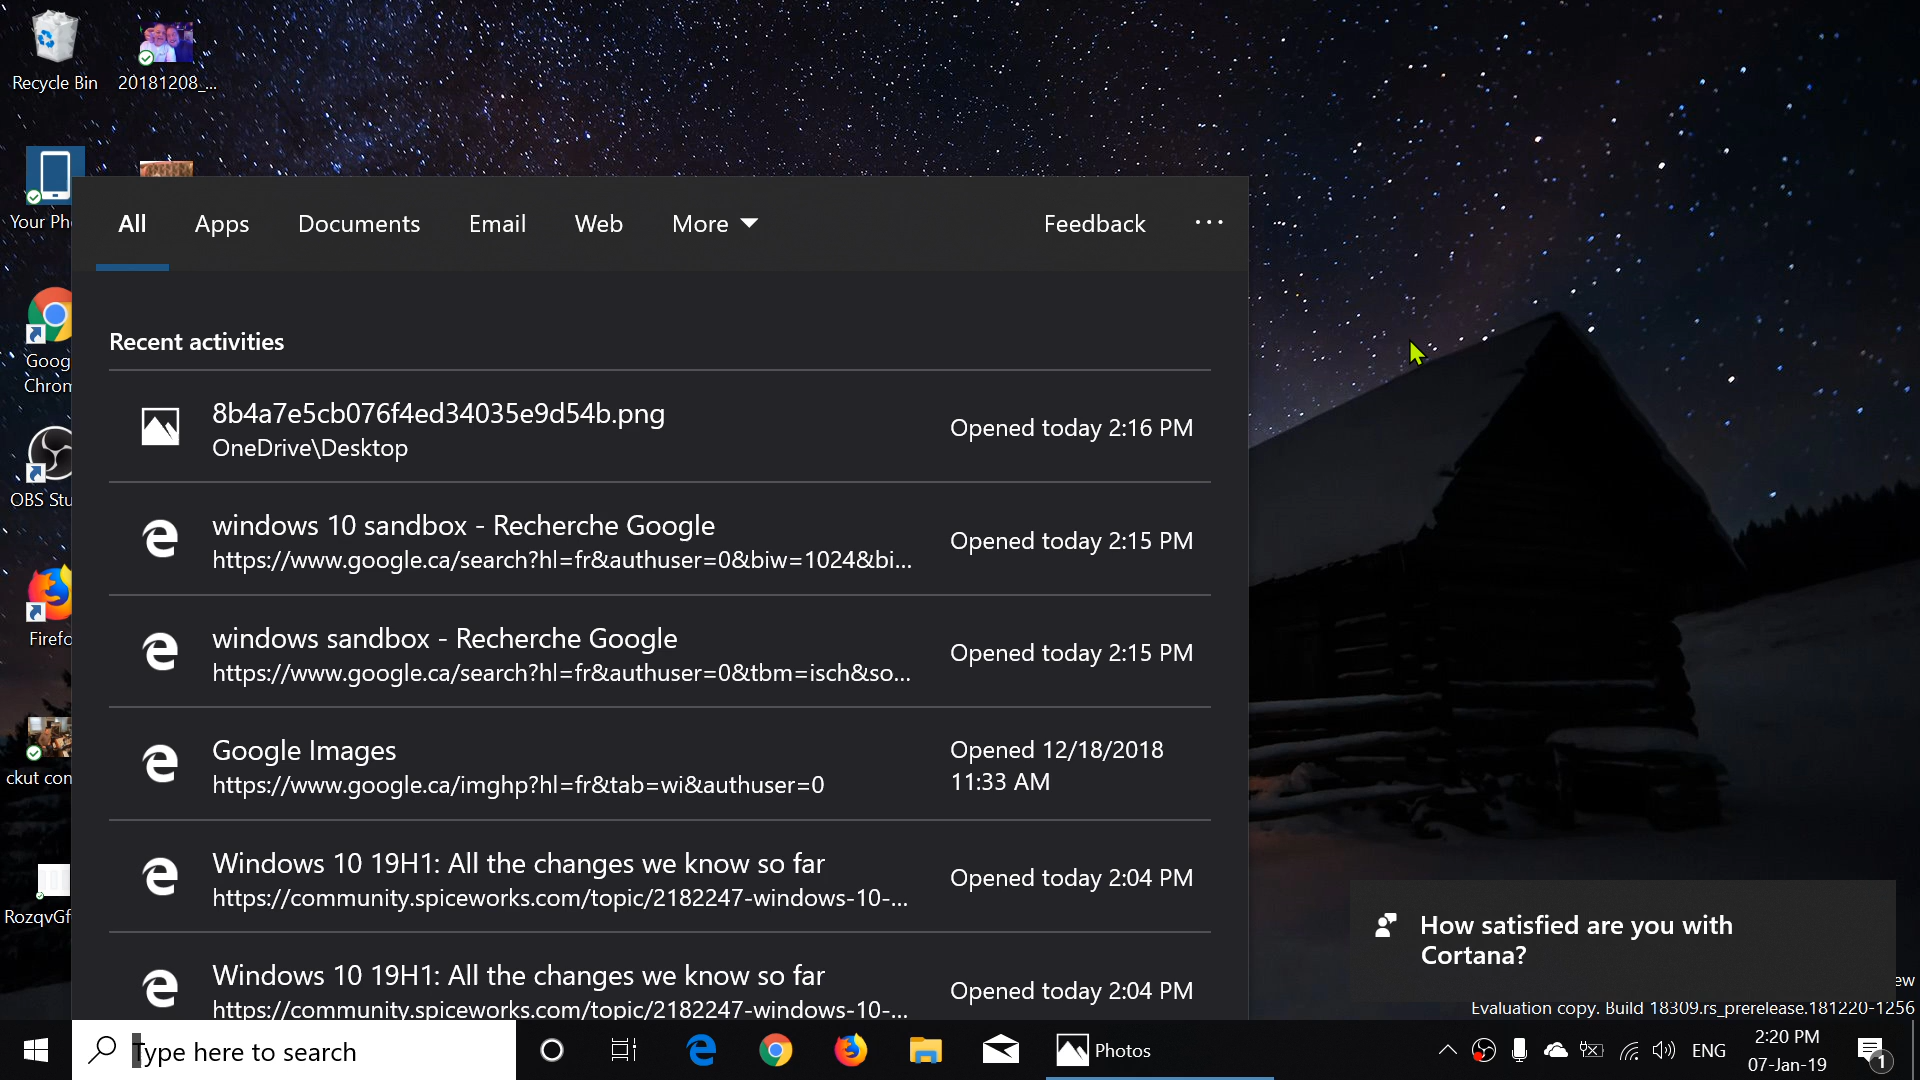 Recycle Bin
20181208_...
Your Ph
Goog
Chrom
OBS Stu
Firefo
ckut con
RozqvGf
All Apps Documents Email Web More Feedback ...
Recent activities
8b4a7e5cb076f4ed34035e9d54b.png
OneDrive\Desktop
Opened today 2:16 PM
windows 10 sandbox - Recherche Google
https://www.google.ca/search?hl=fr&authuser=0&biw=1024&bi...
Opened today 2:15 PM
windows sandbox - Recherche Google
https://www.google.ca/search?hl=fr&authuser=0&tbm=isch&so...
Opened today 2:15 PM
Google Images
https://www.google.ca/imghp?hl=fr&tab=wi&authuser=0
Opened 12/18/2018
11:33 AM
Windows 10 19H1: All the changes we know so far
https://community.spiceworks.com/topic/2182247-windows-10-...
Opened today 2:04 PM
Windows 10 19H1: All the changes we know so far
https://community.spiceworks.com/topic/2182247-windows-10-...
Opened today 2:04 PM
How satisfied are you with
Cortana?
ew
Evaluation copy. Build 18309.rs_prerelease.181220-1256
Type here to search
Photos
ENG
2:20 PM
07-Jan-19
1